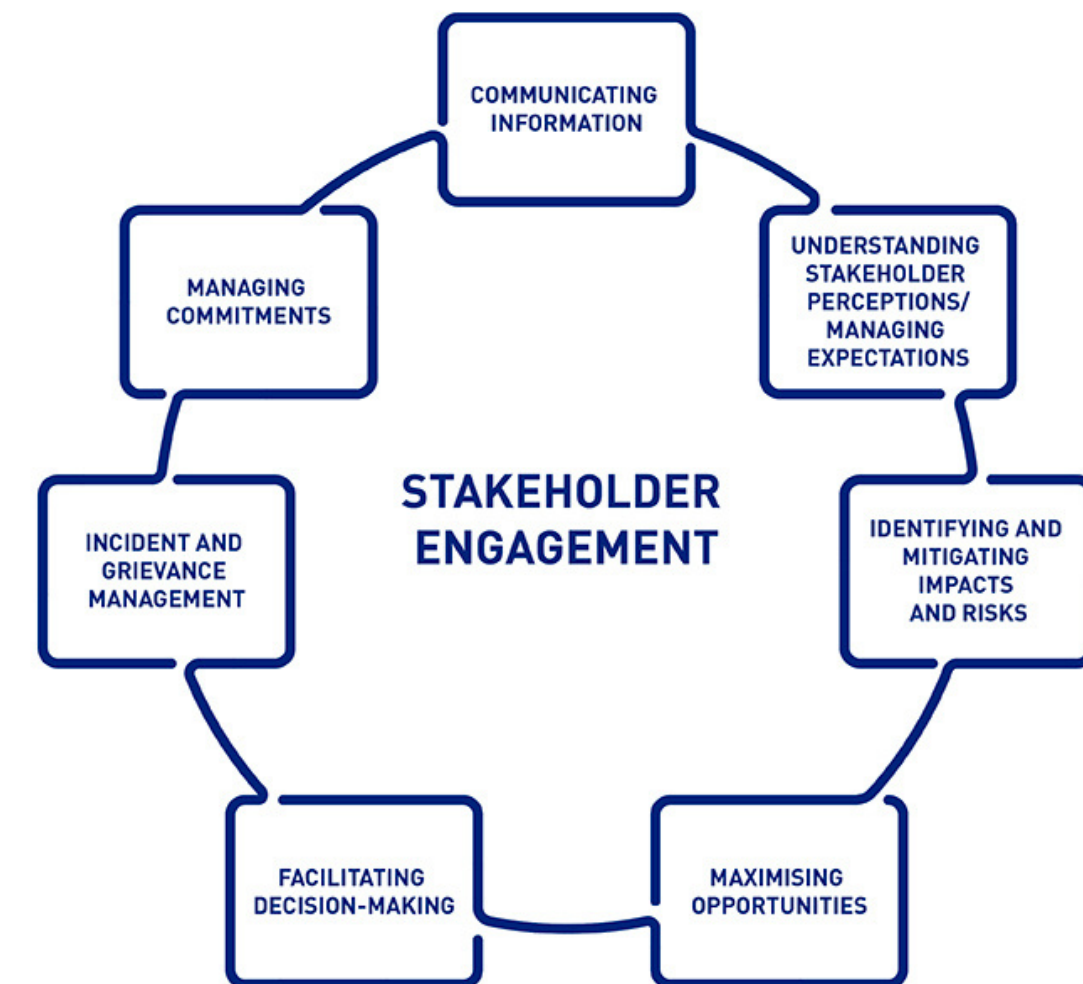 COMMUNICATING
INFORMATION
UNDERSTANDING
STAKEHOLDER
PERCEPTIONS/
MANAGING
EXPECTATIONS
IDENTIFYING AND
MITIGATING
IMPACTS
AND RISKS
MAXIMISING
OPPORTUNITIES
FACILITATING
DECISION-MAKING
INCIDENT AND
GRIEVANCE
MANAGEMENT
MANAGING
COMMITMENTS
STAKEHOLDER
ENGAGEMENT